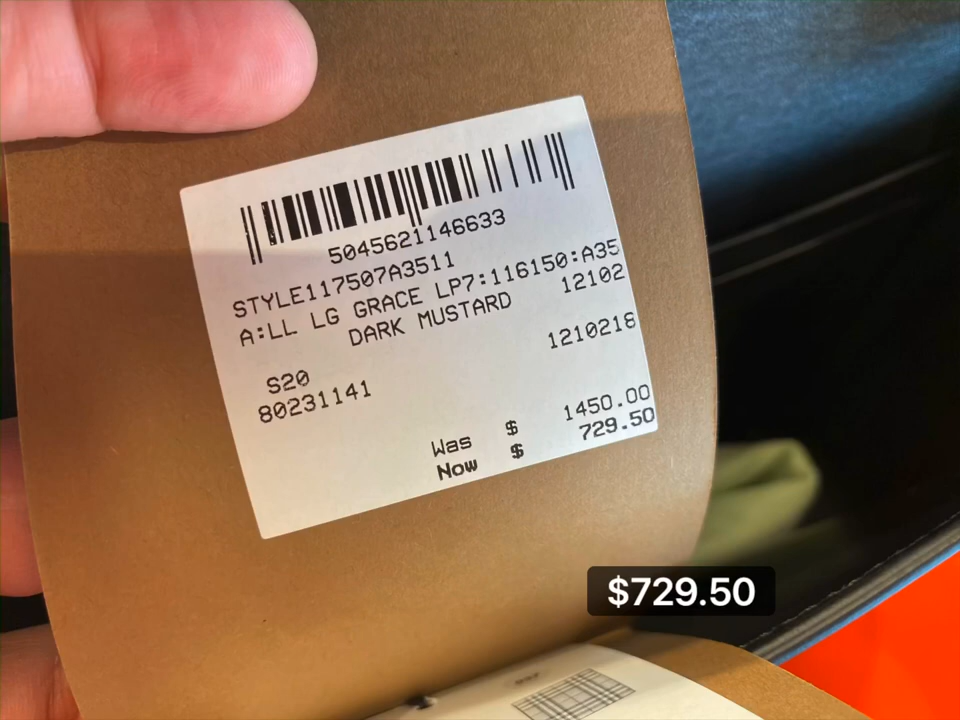 5045621146633
STYLE117507A3511
A:LL LG GRACE LP7:116150:A35
DARK MUSTARD 12102
1210218
S20
80231141
Was $ 1450.00
Now $ 729.50
$729.50